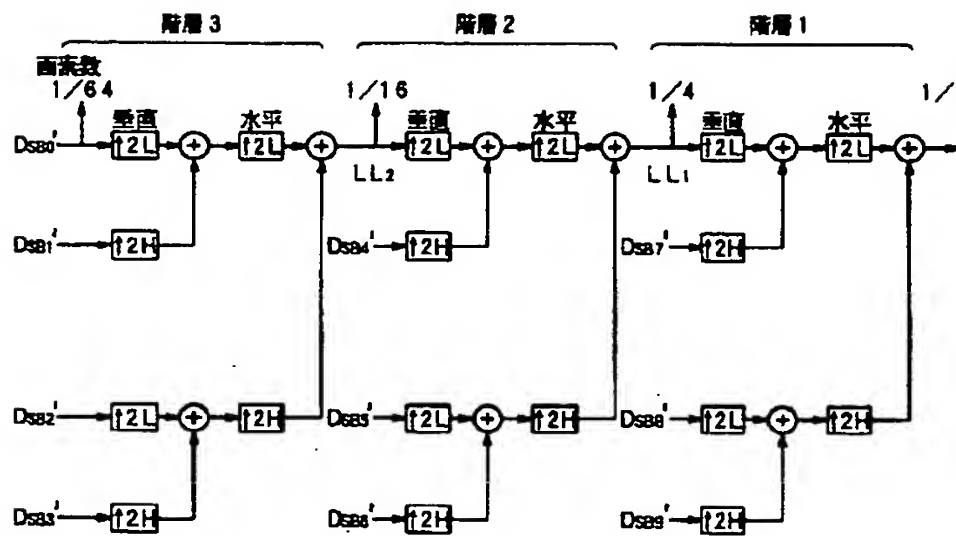 階層3 階層2 階層1
画素数
1/64 1/16 1/4 1/
垂直 水平 垂直 水平 垂直 水平
DSB0' ↑2L + ↑2L + ↑2L + ↑2L + ↑2L + ↑2L +
LL2 LL1
DSB1' ↑2H DSB4' ↑2H DSB7' ↑2H
DSB2' ↑2L + ↑2H DSB5' ↑2L + ↑2H DSB8' ↑2L + ↑2H
DSB3' ↑2H DSB6' ↑2H DSB9' ↑2H